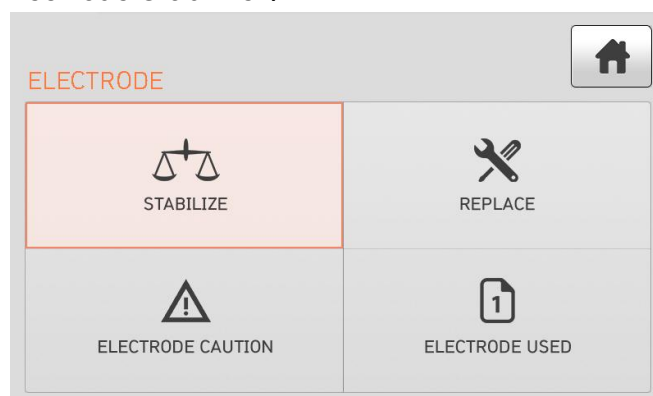 ELECTRODE
STABILIZE
REPLACE
ELECTRODE CAUTION
1
ELECTRODE USED